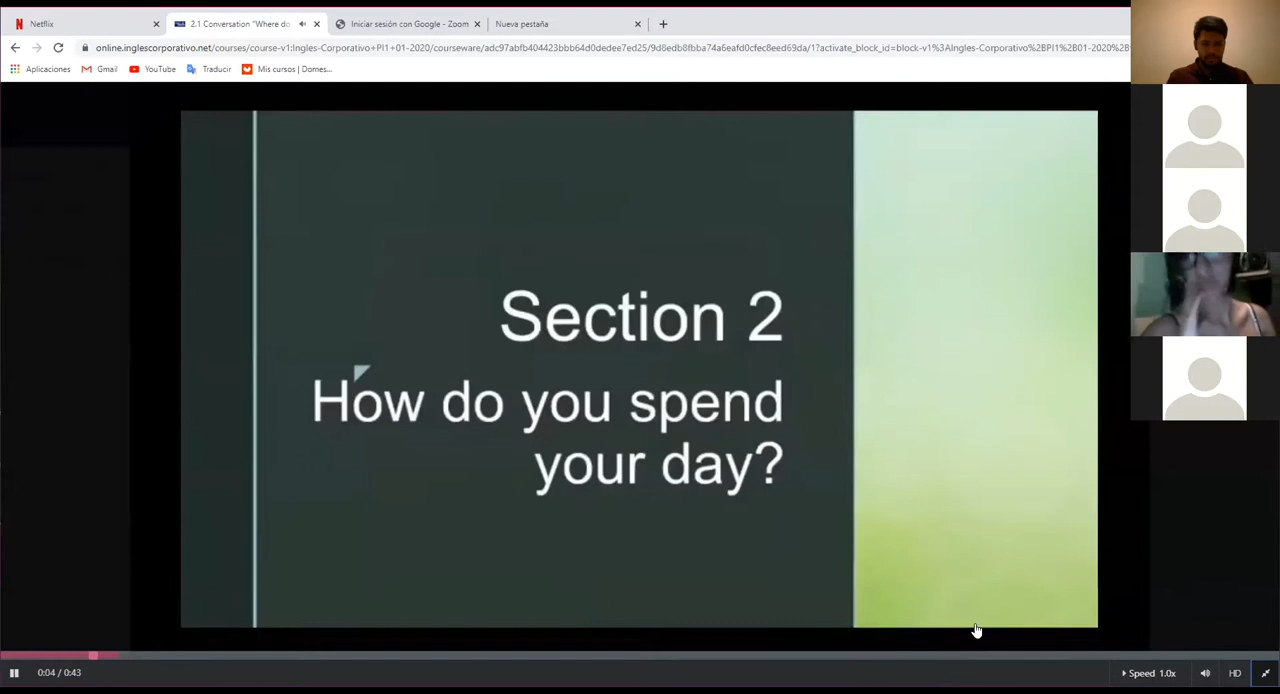 Netflix
2.1 Conversation "Where do
Iniciar sesión con Google - Zoom
Nueva pestaña
online.inglescorporativo.net/courses/course-v1:Ingles-Corporativo+PI1+01-2020/courseware/adc97abfb404423bbb64d0dedee7ed25/9d8edb8fbba74a6eafd0cfec8eed69da/1?activate_block_id=block-v1%3AIngles-Corporativo%2BPI1%2B01-2020%2B
Aplicaciones
Gmail
YouTube
Traducir
Mis cursos | Domes...
Section 2
How do you spend
your day?
0:04 / 0:43
Speed 1.0x
HD